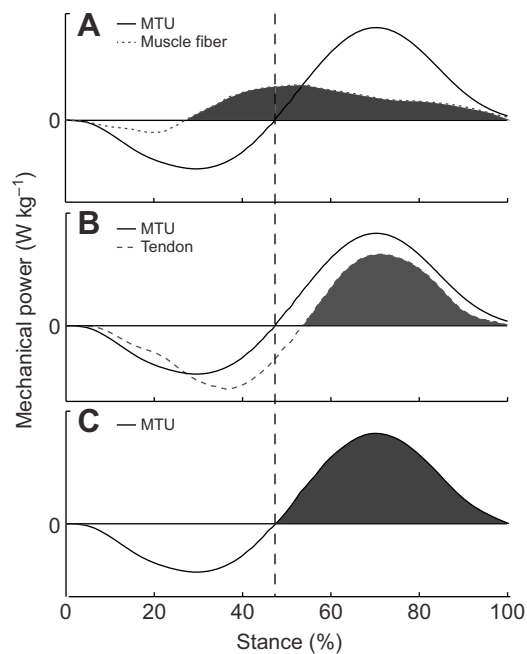 A
MTU
Muscle fiber
0
B
MTU
Tendon
0
C
MTU
0
Mechanical power (W kg⁻¹)
0 20 40 60 80 100
Stance (%)